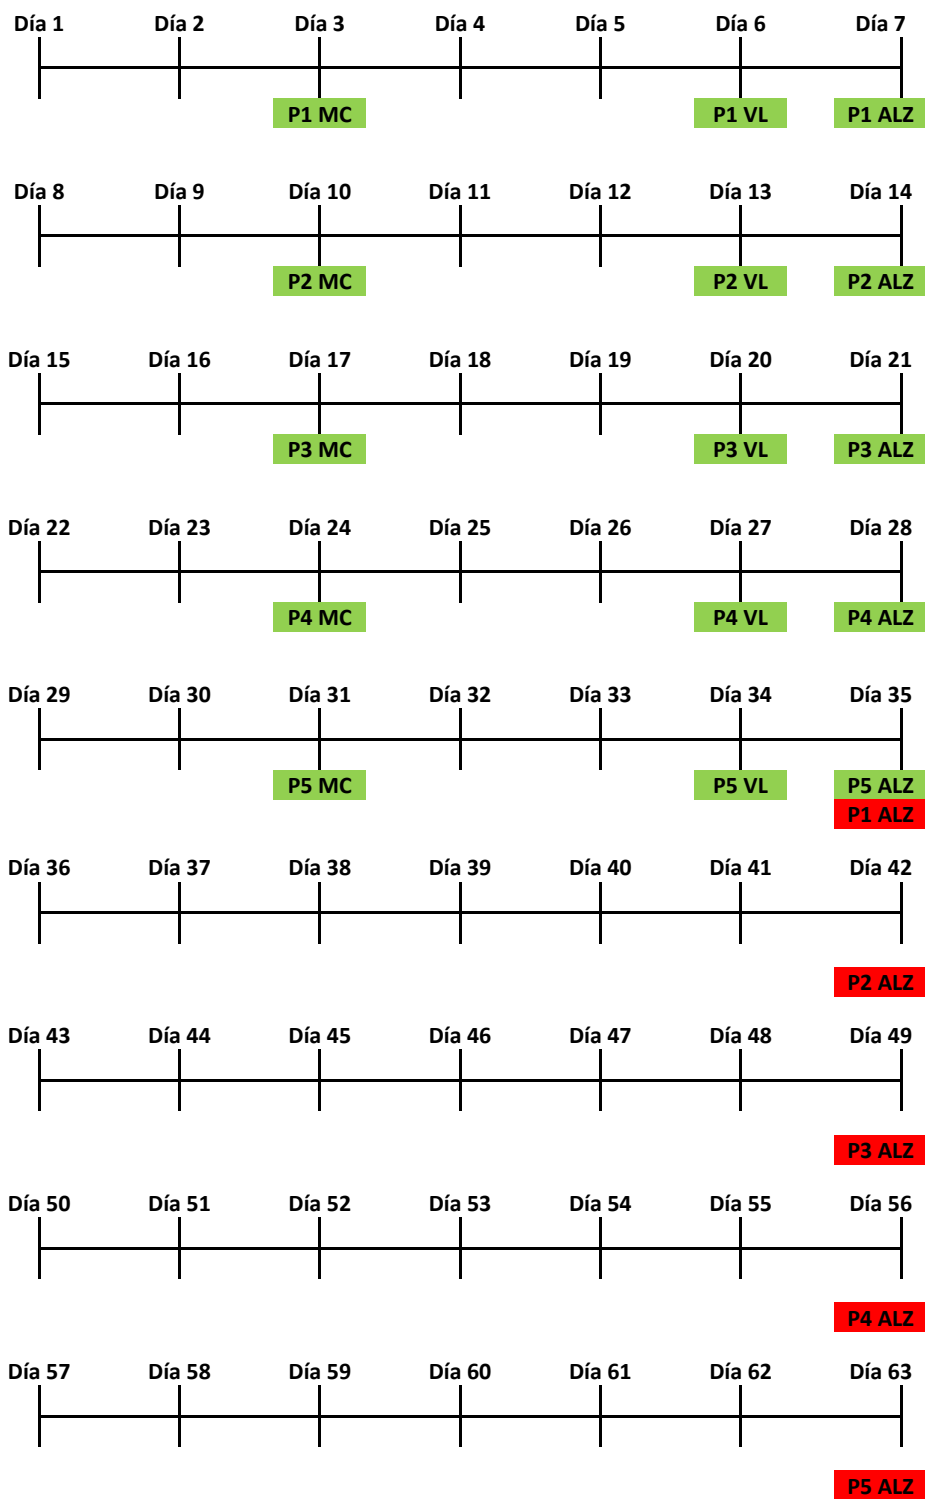 Día 1 Día 2 Día 3 Día 4 Día 5 Día 6 Día 7
P1 MC P1 VL P1 ALZ
Día 8 Día 9 Día 10 Día 11 Día 12 Día 13 Día 14
P2 MC P2 VL P2 ALZ
Día 15 Día 16 Día 17 Día 18 Día 19 Día 20 Día 21
P3 MC P3 VL P3 ALZ
Día 22 Día 23 Día 24 Día 25 Día 26 Día 27 Día 28
P4 MC P4 VL P4 ALZ
Día 29 Día 30 Día 31 Día 32 Día 33 Día 34 Día 35
P5 MC P5 VL P5 ALZ
P1 ALZ
Día 36 Día 37 Día 38 Día 39 Día 40 Día 41 Día 42
P2 ALZ
Día 43 Día 44 Día 45 Día 46 Día 47 Día 48 Día 49
P3 ALZ
Día 50 Día 51 Día 52 Día 53 Día 54 Día 55 Día 56
P4 ALZ
Día 57 Día 58 Día 59 Día 60 Día 61 Día 62 Día 63
P5 ALZ